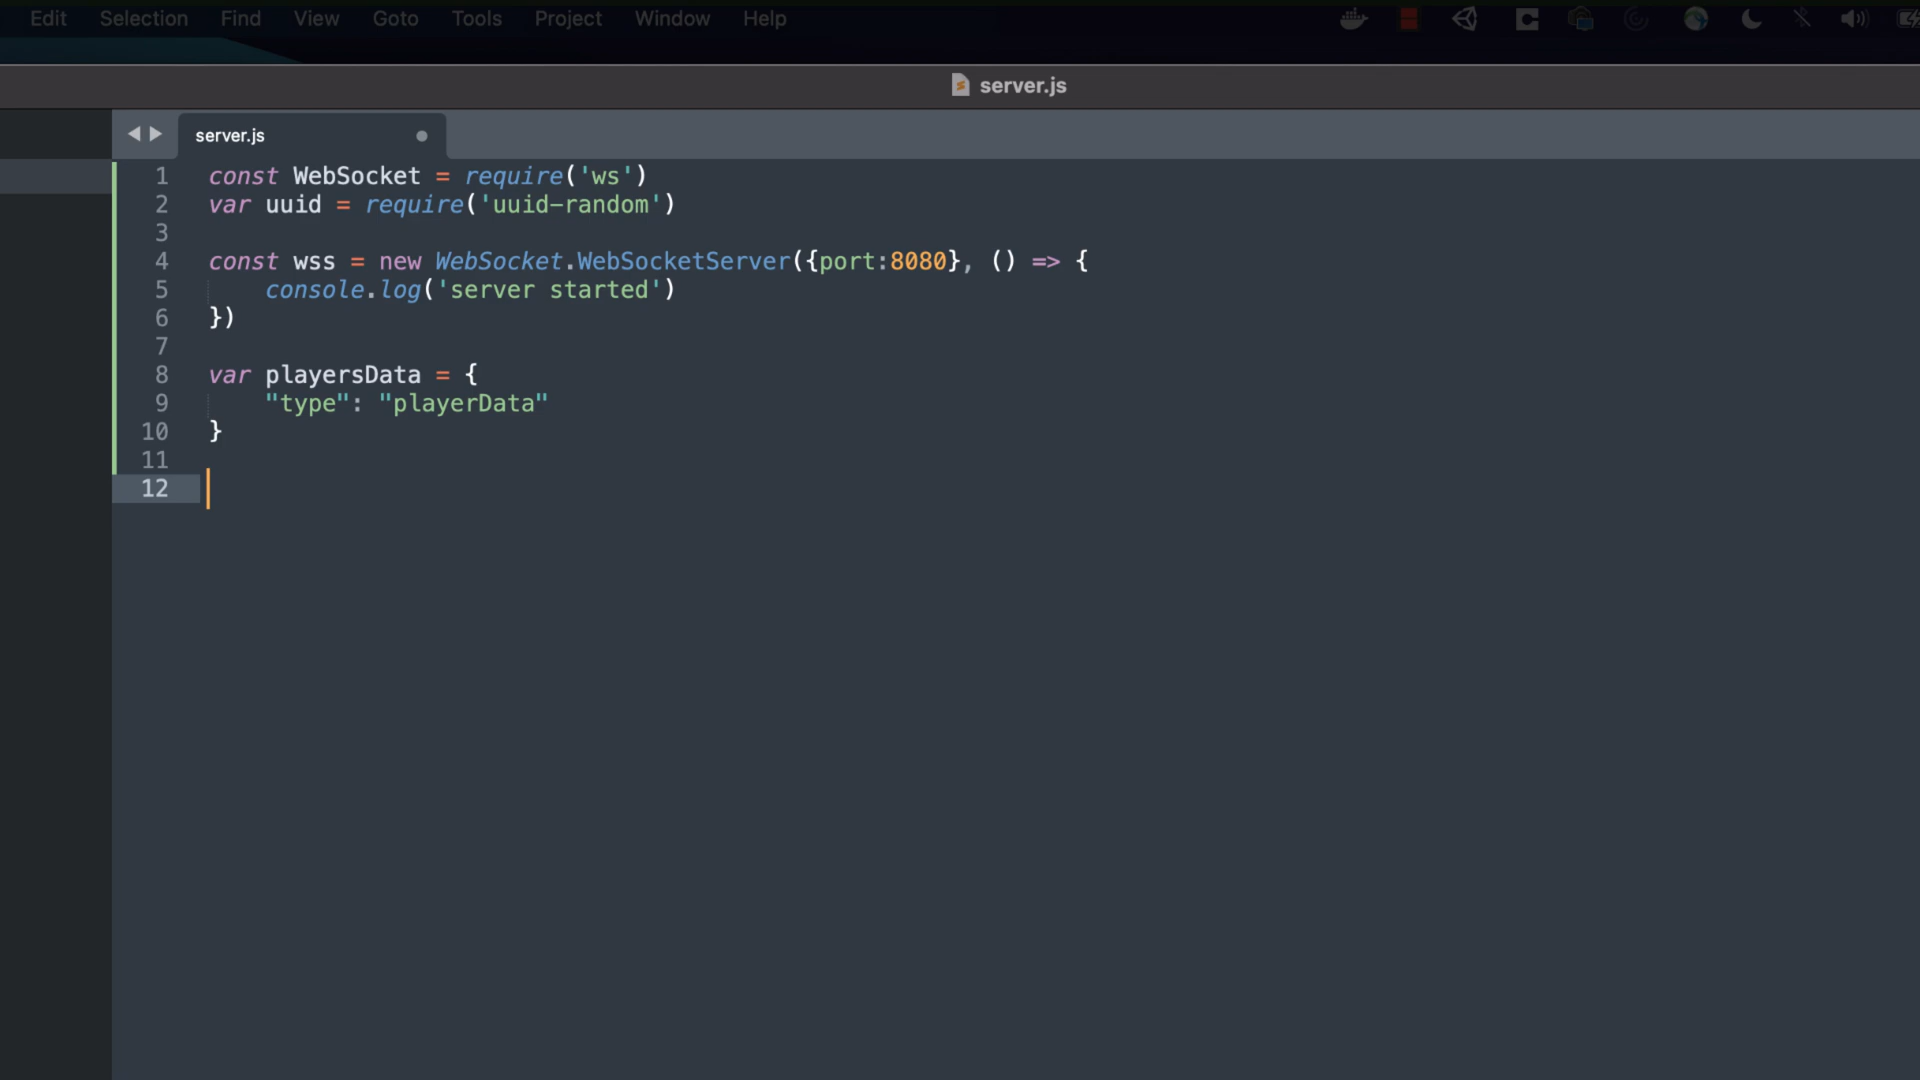 Edit Selection Find View Goto Tools Project Window Help
server.js
server.js
1 const WebSocket = require('ws')
2 var uuid = require('uuid-random')
3
4 const wss = new WebSocket.WebSocketServer({port:8080}, () => {
5 console.log('server started')
6 })
7
8 var playersData = {
9 "type": "playerData"
10 }
11
12